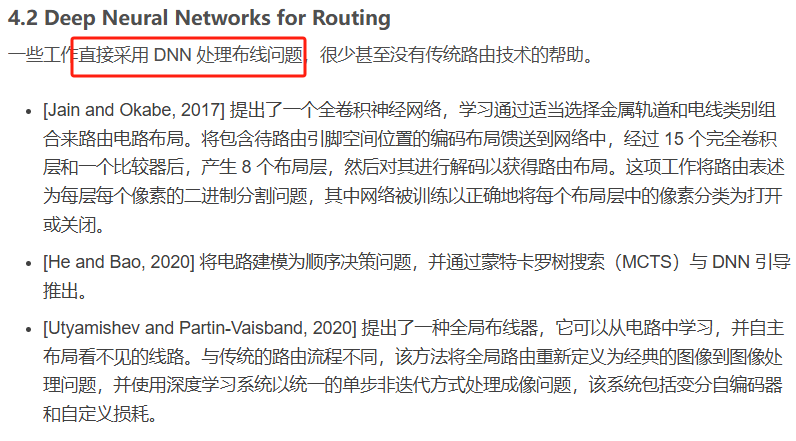 4.2 Deep Neural Networks for Routing
一些工作直接采用 DNN 处理布线问题，很少甚至没有传统路由技术的帮助。
• [Jain and Okabe, 2017] 提出了一个全卷积神经网络，学习通过适当选择金属轨道和电线类别组
合来路由电路布局。将包含待路由引脚空间位置的编码布局馈送到网络中，经过 15 个完全卷积
层和一个比较器后，产生 8 个布局层，然后对其进行解码以获得路由布局。这项工作将路由表述
为每层每个像素的二进制分割问题，其中网络被训练以正确地将每个布局层中的像素分类为打开
或关闭。
• [He and Bao, 2020] 将电路建模为顺序决策问题，并通过蒙特卡罗树搜索（MCTS）与 DNN 引导
推出。
• [Utyamishev and Partin-Vaisband, 2020] 提出了一种全局布线器，它可以从电路中学习，并自主
布局看不见的线路。与传统的路由流程不同，该方法将全局路由重新定义为经典的图像到图像处
理问题，并使用深度学习系统以统一的单步非迭代方式处理成像问题，该系统包括变分自编码器
和自定义损耗。